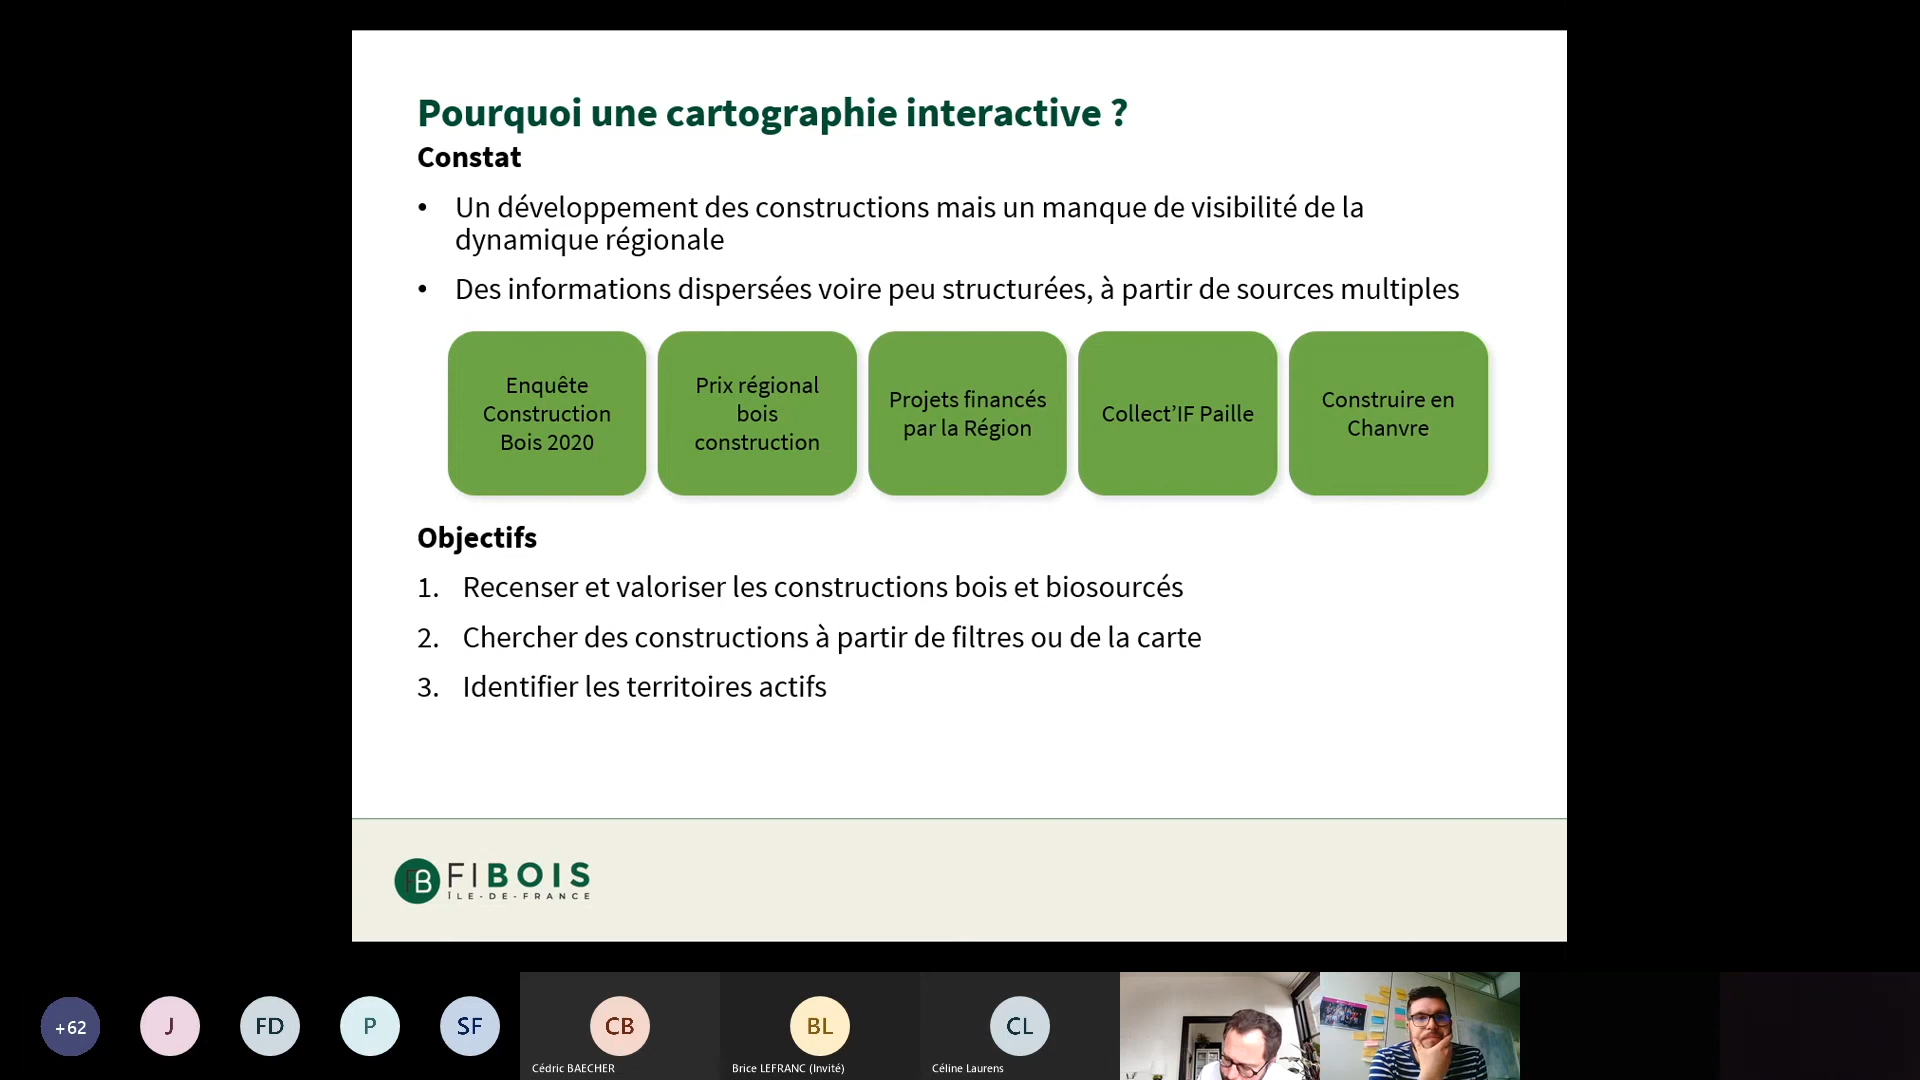 Pourquoi une cartographie interactive ?
Constat
• Un développement des constructions mais un manque de visibilité de la
dynamique régionale
• Des informations dispersées voire peu structurées, à partir de sources multiples
Enquête
Construction
Bois 2020
Prix régional
bois
construction
Projets financés
par la Région
Collect’IF Paille
Construire en
Chanvre
Objectifs
1. Recenser et valoriser les constructions bois et biosourcés
2. Chercher des constructions à partir de filtres ou de la carte
3. Identifier les territoires actifs
FB FIBOIS
ÎLE-DE-FRANCE
+62
J
FD
P
SF
CB
Cédric BAECHER
BL
Brice LEFRANC (Invité)
CL
Céline Laurens